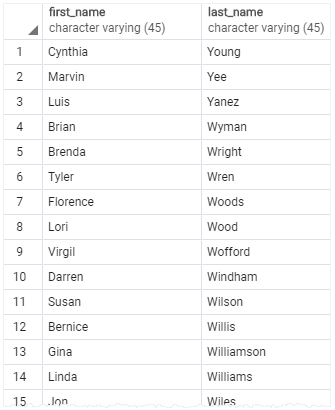 first_name last_name
character varying (45) character varying (45)
1 Cynthia Young
2 Marvin Yee
3 Luis Yanez
4 Brian Wyman
5 Brenda Wright
6 Tyler Wren
7 Florence Woods
8 Lori Wood
9 Virgil Wofford
10 Darren Windham
11 Susan Wilson
12 Bernice Willis
13 Gina Williamson
14 Linda Williams
15 Jon Wiles